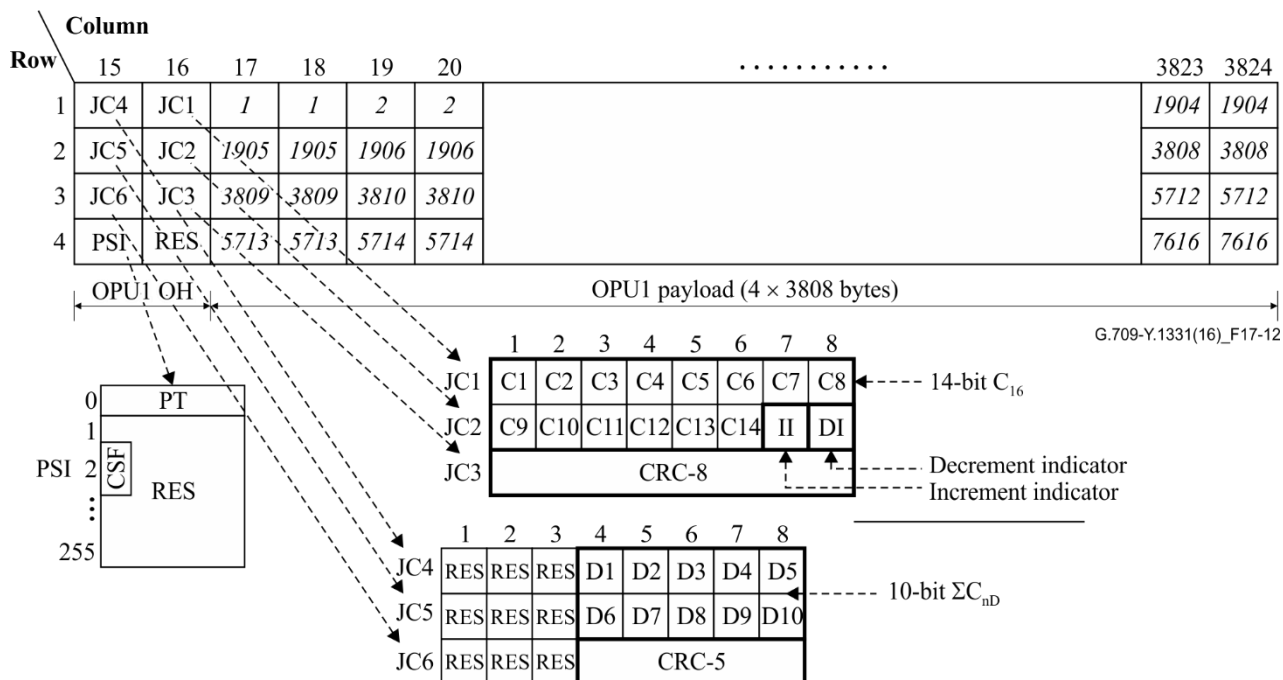 Column
Row
15 16 17 18 19 20 . . . . . . . . . . . 3823 3824
1 JC4 JC1 1 1 2 2 1904 1904
2 JC5 JC2 1905 1905 1906 1906 3808 3808
3 JC6 JC3 3809 3809 3810 3810 5712 5712
4 PSI RES 5713 5713 5714 5714 7616 7616
OPU1 OH OPU1 payload (4 × 3808 bytes)
G.709-Y.1331(16)_F17-12
1 2 3 4 5 6 7 8
JC1 C1 C2 C3 C4 C5 C6 C7 C8 14-bit C16
JC2 C9 C10 C11 C12 C13 C14 II DI
JC3 CRC-8
Decrement indicator
Increment indicator
0 PT
1
PSI 2 CSF RES
⋮
255
1 2 3 4 5 6 7 8
JC4 RES RES RES D1 D2 D3 D4 D5
10-bit ΣCnD
JC5 RES RES RES D6 D7 D8 D9 D10
JC6 RES RES RES CRC-5